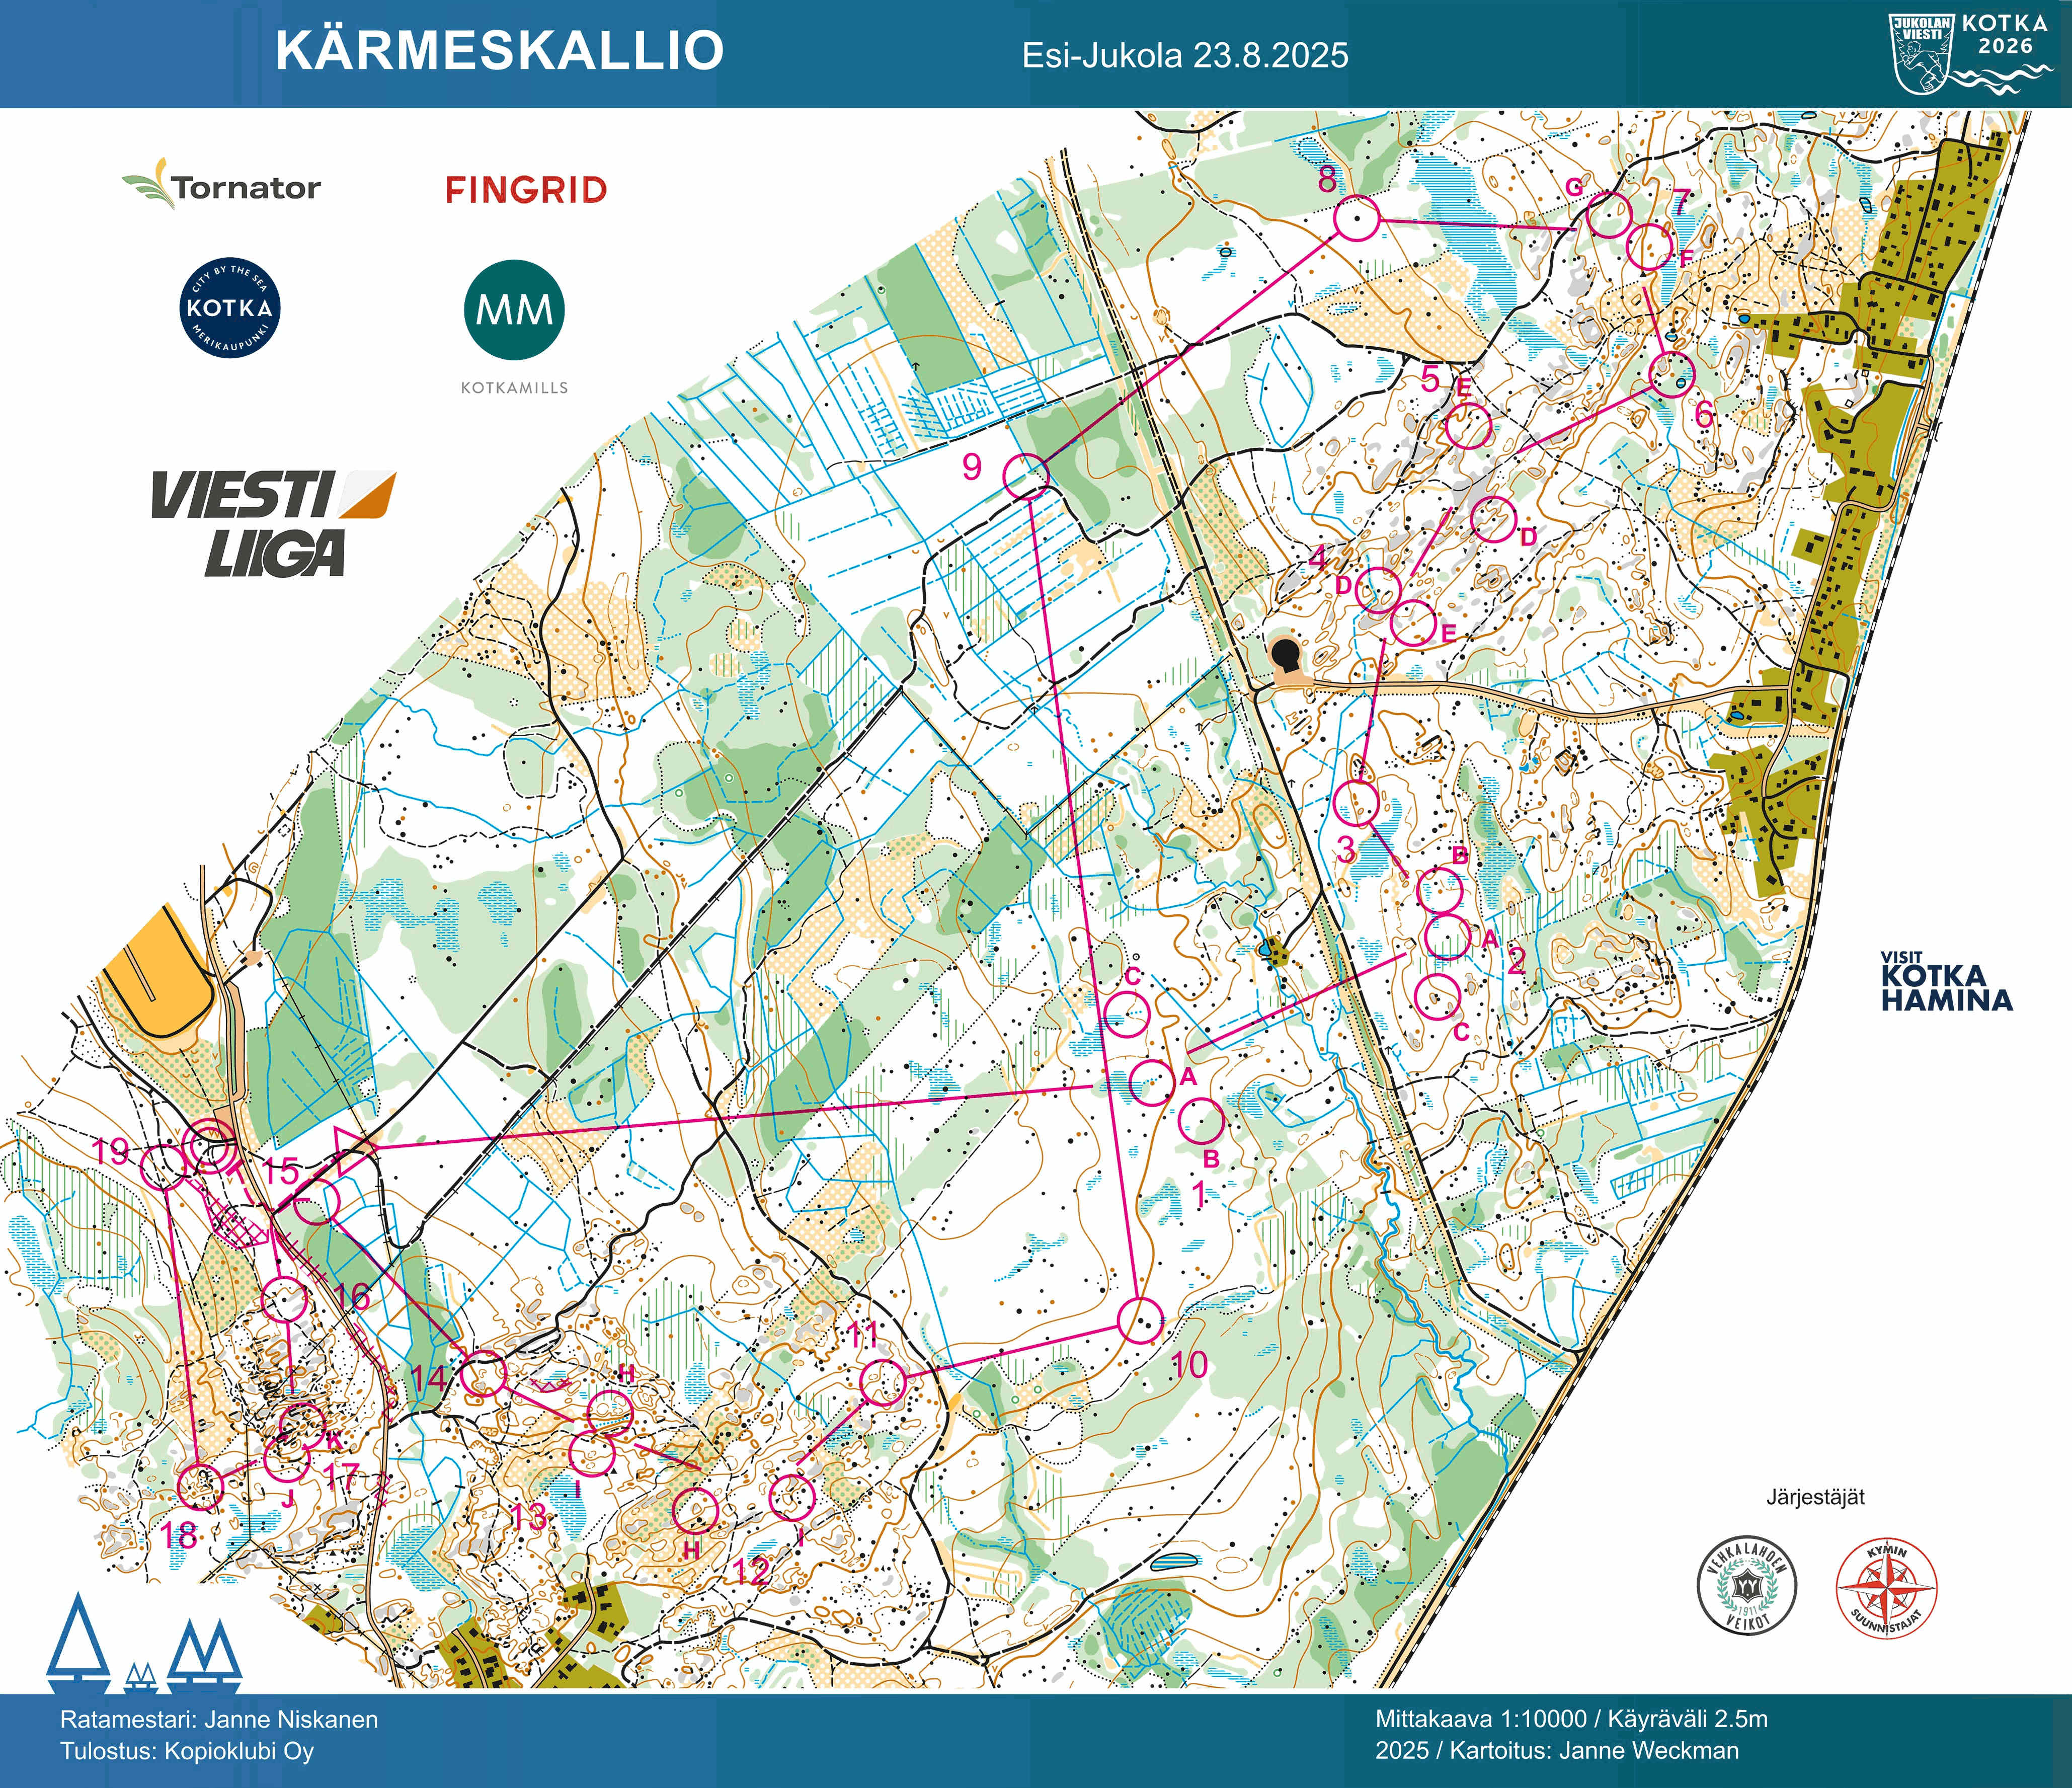 KÄRMESKALLIO
Esi-Jukola 23.8.2025
JUKOLAN
VIESTI
KOTKA
2026
Tornator
FINGRID
CITY BY THE SEA
KOTKA
MERIKAUPUNKI
MM
KOTKAMILLS
VIESTI
LIIGA
8
G
7
F
5
E
6
9
4
D
D
E
3
B
A
2
C
C
A
B
1
VISIT
KOTKA
HAMINA
19
15
16
11
10
14
H
K
17
J
I
13
18
H
I
12
Järjestäjät
VEHKALAHDEN
VV
1911
VEIKOT
KYMIN
SUUNNISTAJAT
Ratamestari: Janne Niskanen
Tulostus: Kopioklubi Oy
Mittakaava 1:10000 / Käyräväli 2.5m
2025 / Kartoitus: Janne Weckman